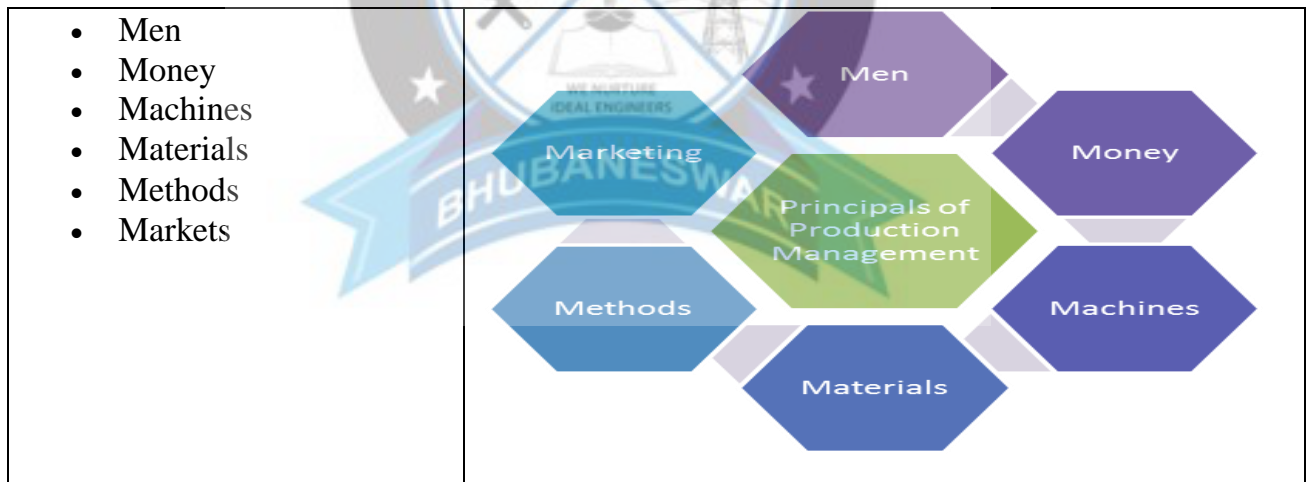 • Men
• Money
• Machines
• Materials
• Methods
• Markets
Men
Money
Machines
Materials
Methods
Marketing
Principals of
Production
Management
WE NURTURE
IDEAL ENGINEERS
BHUBANESWAR